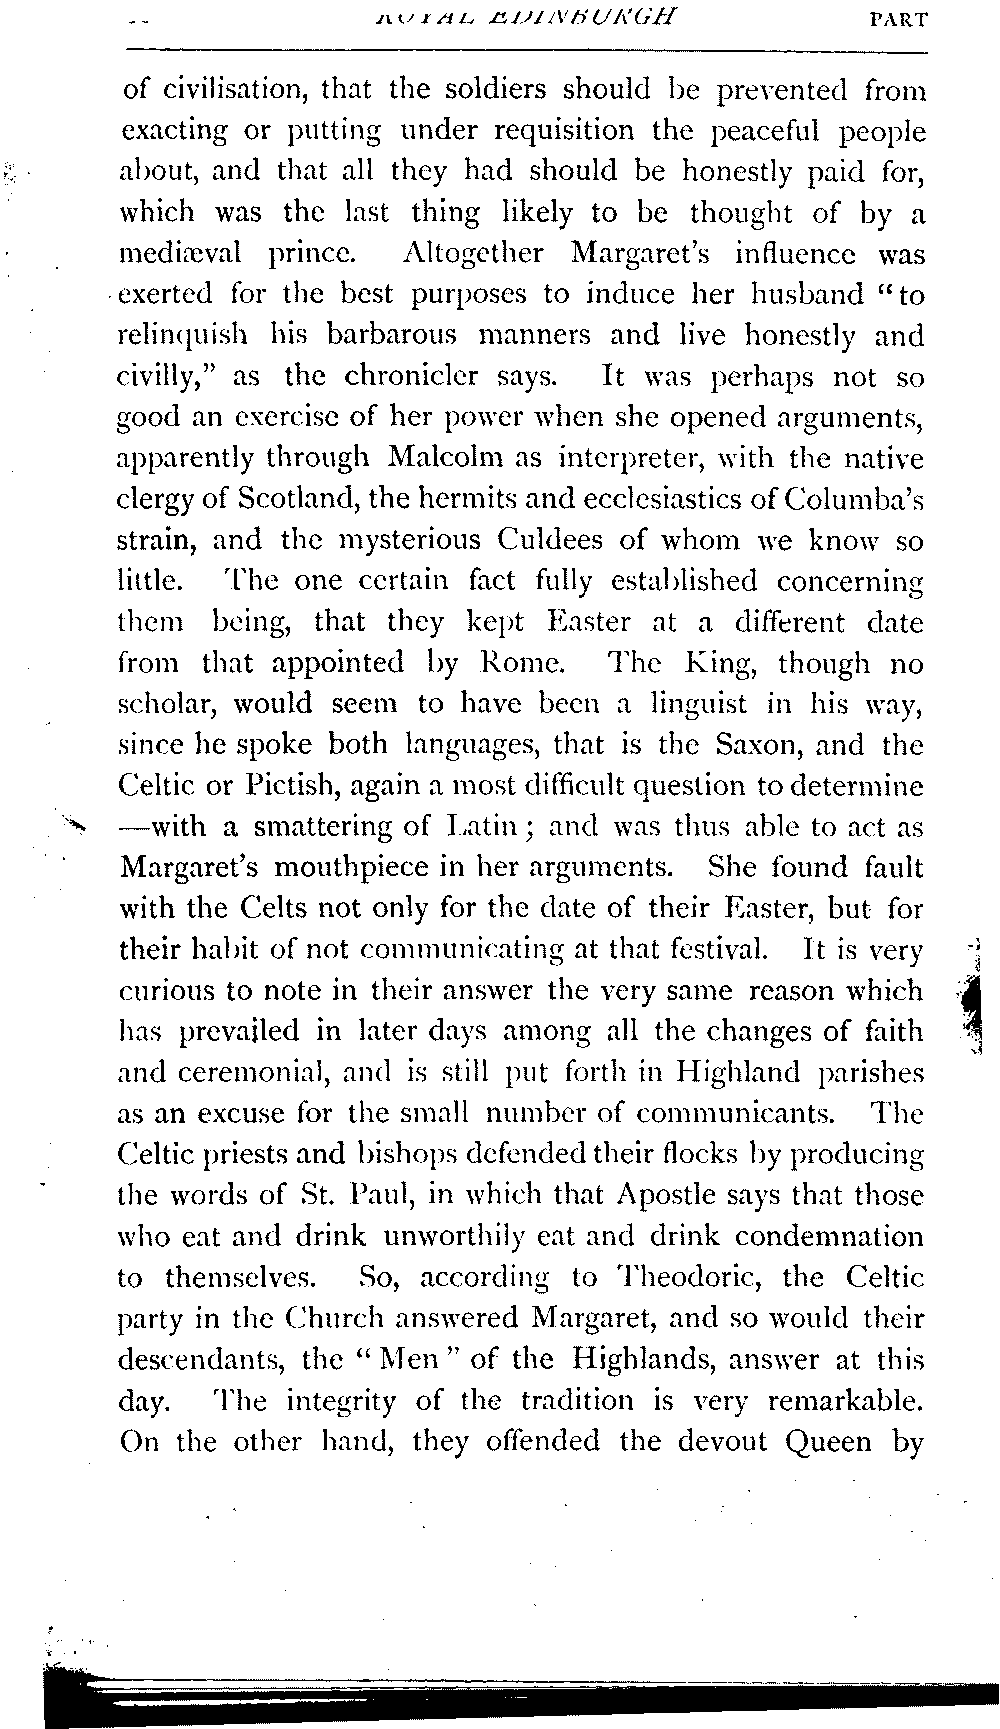 ROYAL EDINBURGH PART
of civilisation, that the soldiers should be prevented from
exacting or putting under requisition the peaceful people
about, and that all they had should be honestly paid for,
which was the last thing likely to be thought of by a
mediæval prince. Altogether Margaret's influence was
exerted for the best purposes to induce her husband "to
relinquish his barbarous manners and live honestly and
civilly," as the chronicler says. It was perhaps not so
good an exercise of her power when she opened arguments,
apparently through Malcolm as interpreter, with the native
clergy of Scotland, the hermits and ecclesiastics of Columba's
strain, and the mysterious Culdees of whom we know so
little. The one certain fact fully established concerning
them being, that they kept Easter at a different date
from that appointed by Rome. The King, though no
scholar, would seem to have been a linguist in his way,
since he spoke both languages, that is the Saxon, and the
Celtic or Pictish, again a most difficult question to determine
—with a smattering of Latin; and was thus able to act as
Margaret's mouthpiece in her arguments. She found fault
with the Celts not only for the date of their Easter, but for
their habit of not communicating at that festival. It is very
curious to note in their answer the very same reason which
has prevailed in later days among all the changes of faith
and ceremonial, and is still put forth in Highland parishes
as an excuse for the small number of communicants. The
Celtic priests and bishops defended their flocks by producing
the words of St. Paul, in which that Apostle says that those
who eat and drink unworthily eat and drink condemnation
to themselves. So, according to Theodoric, the Celtic
party in the Church answered Margaret, and so would their
descendants, the "Men" of the Highlands, answer at this
day. The integrity of the tradition is very remarkable.
On the other hand, they offended the devout Queen by